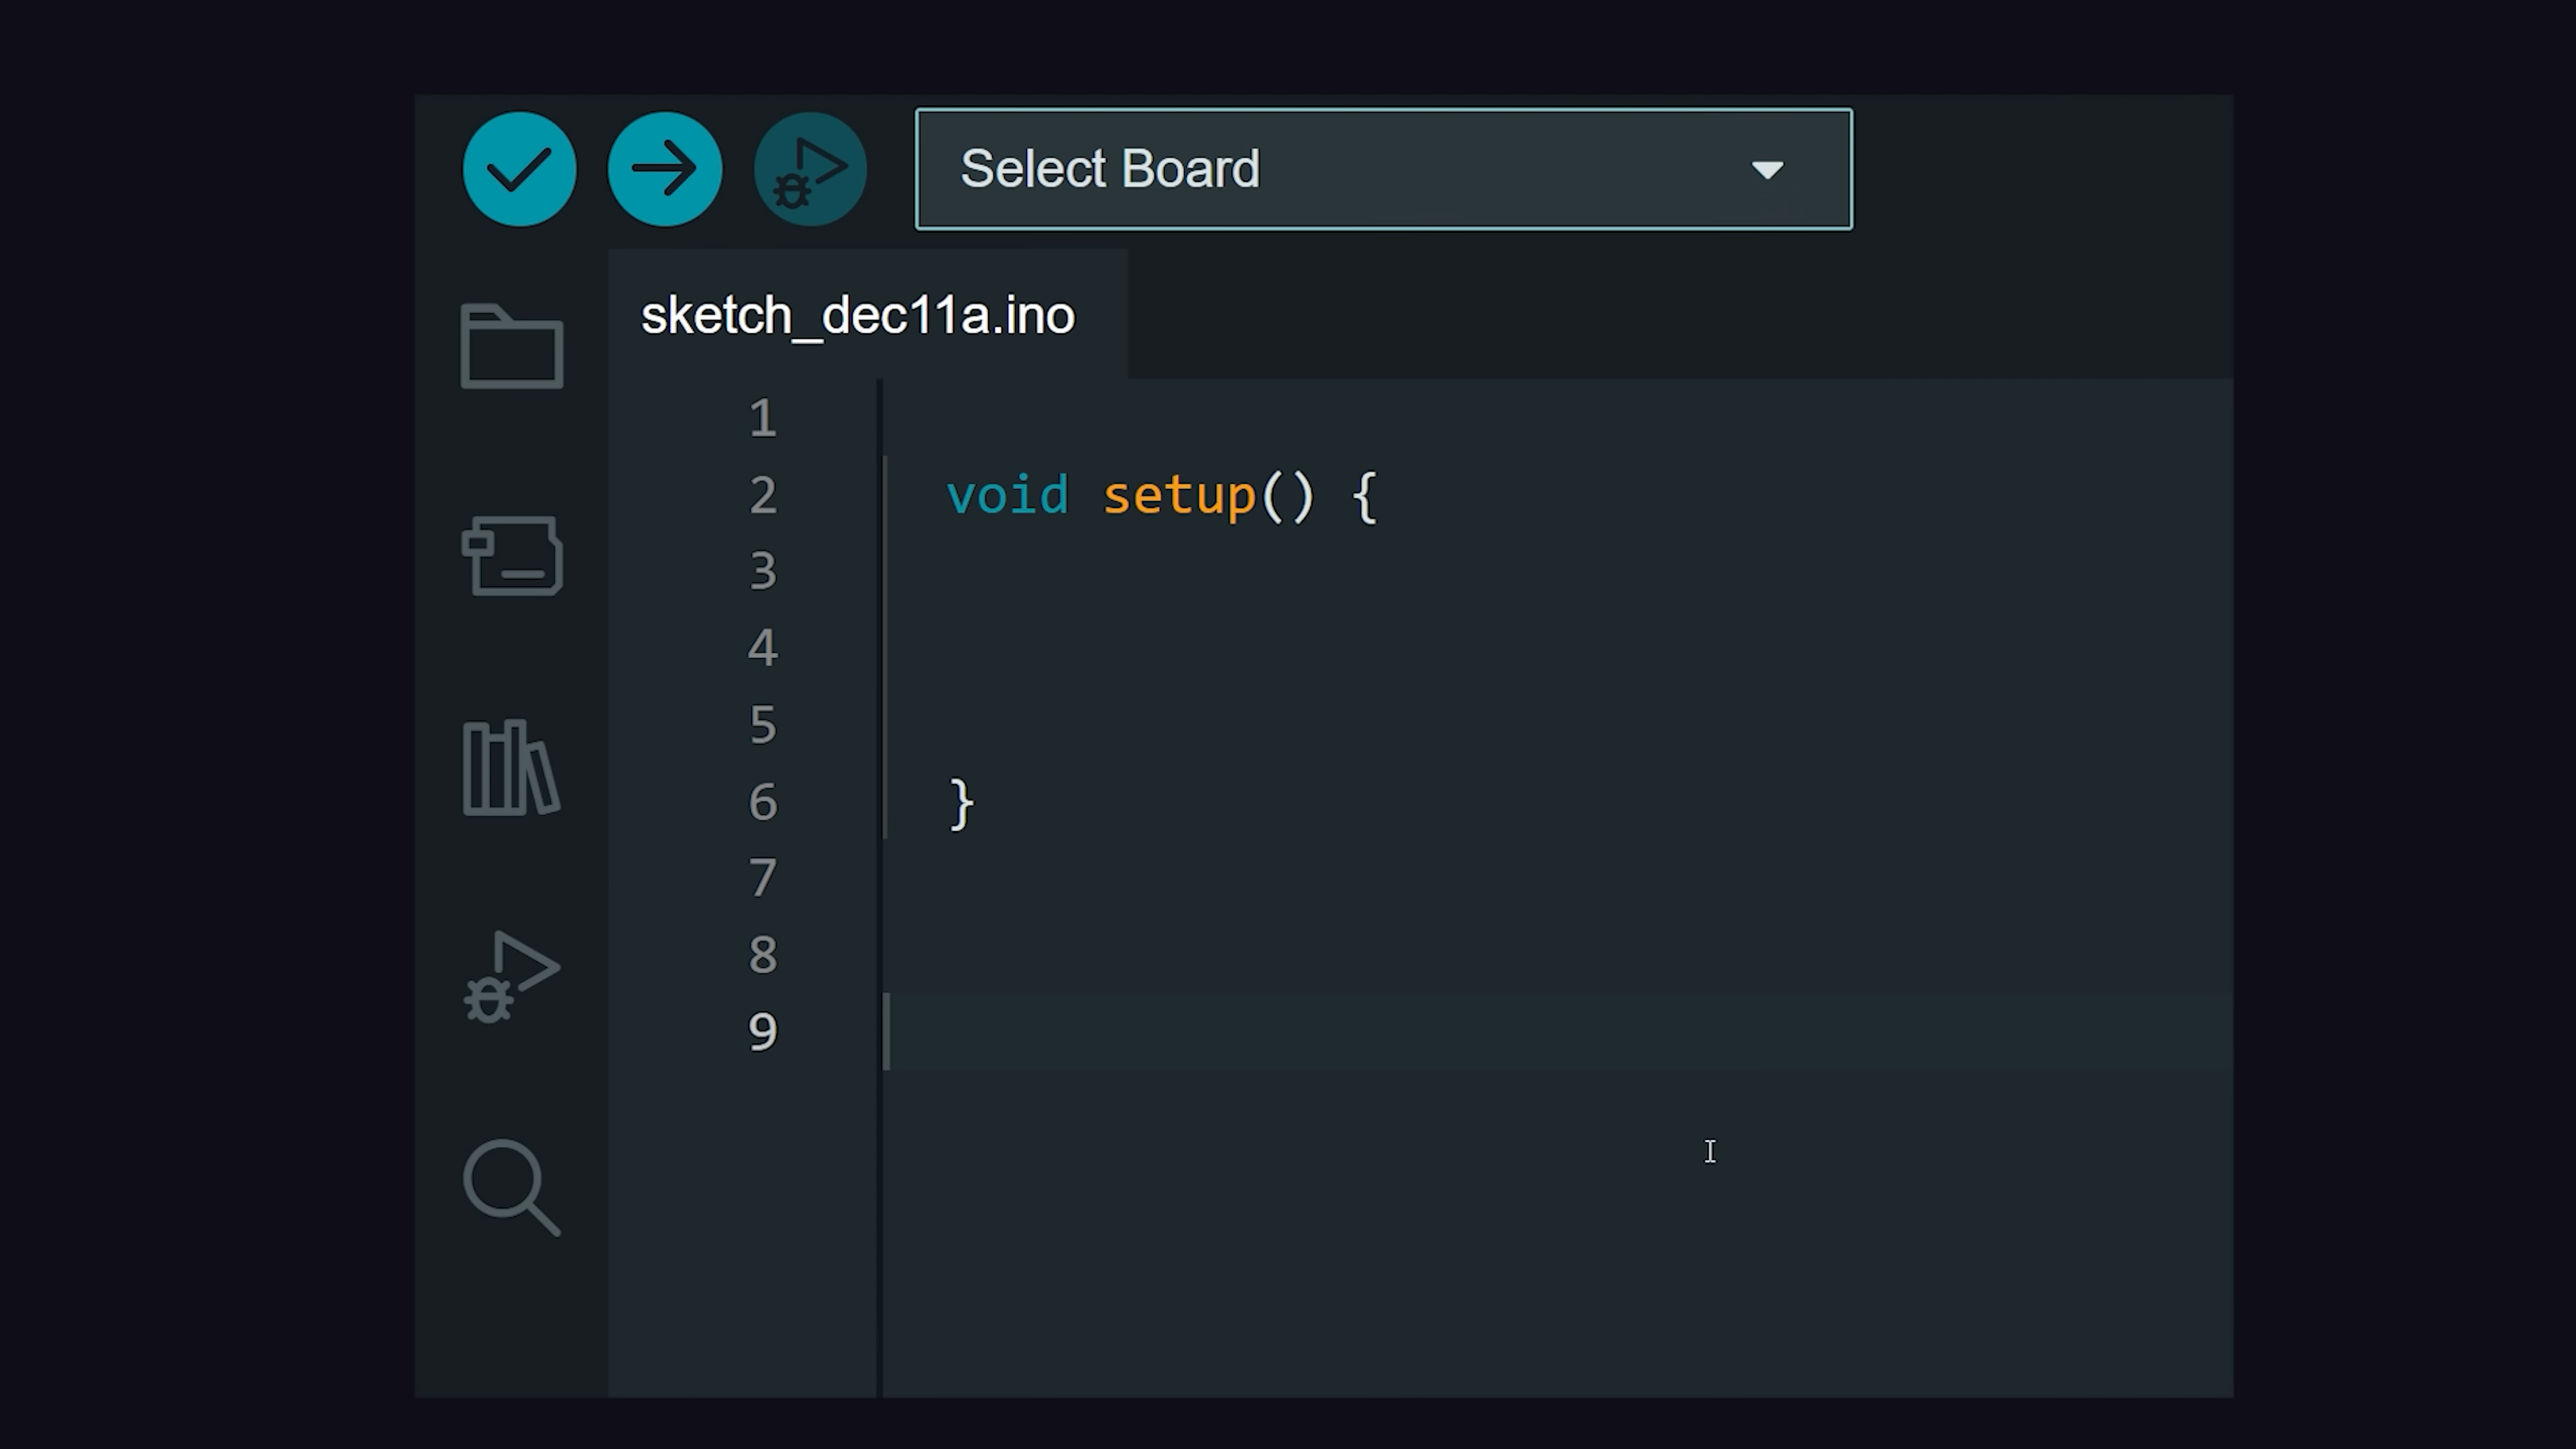 Select Board
sketch_dec11a.ino
1
2 void setup() {
3
4
5
6 }
7
8
9